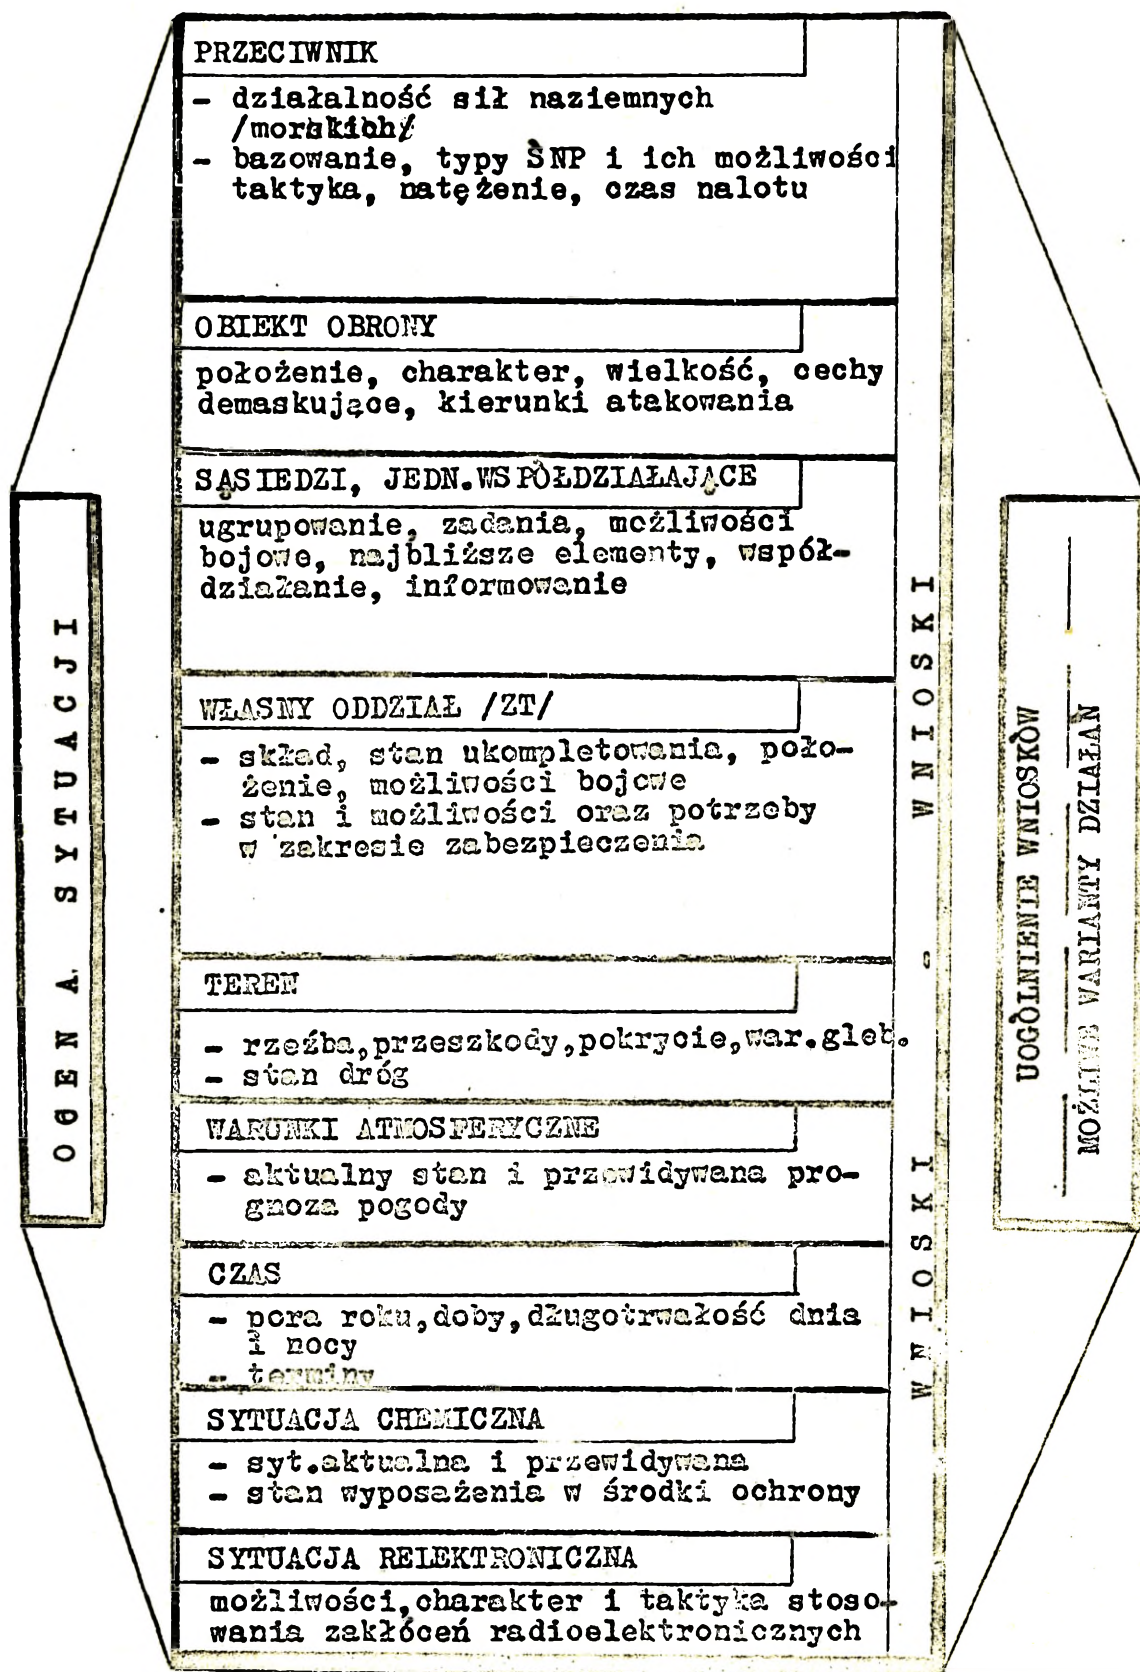 OGENA SYTUACJI
PRZECIWNIK
- działalność sił naziemnych
/morskich/
- bazowanie, typy ŚNP i ich możliwości
taktyka, natężenie, czas nalotu
OBIEKT OBRONY
położenie, charakter, wielkość, cechy
demaskujące, kierunki atakowania
SĄSIEDZI, JEDN.WSPÓŁDZIAŁAJĄCE
ugrupowanie, zadania, możliwości
bojowe, najbliższe elementy, współ-
działanie, informowanie
WŁASNY ODDZIAŁ /ZT/
- skład, stan ukompletowania, poło-
żenie, możliwości bojowe
- stan i możliwości oraz potrzeby
w zakresie zabezpieczenia
TEREN
- rzeźba,przeszkody,pokrycie,war.gleb.
- stan dróg
WARUNKI ATMOSFERYCZNE
- aktualny stan i przewidywana pro-
gnoza pogody
CZAS
- pora roku,doby,długotrwałość dnia
i nocy
- terminy
SYTUACJA CHEMICZNA
- syt.aktualna i przewidywana
- stan wyposażenia w środki ochrony
SYTUACJA RELEKTRONICZNA
możliwości,charakter i taktyka stoso-
wania zakłóceń radioelektronicznych
WNIOSKI
WNIOSKI
UOGÓLNIENIE WNIOSKÓW
MOŻLIWE WARIANTY DZIAŁAŃ